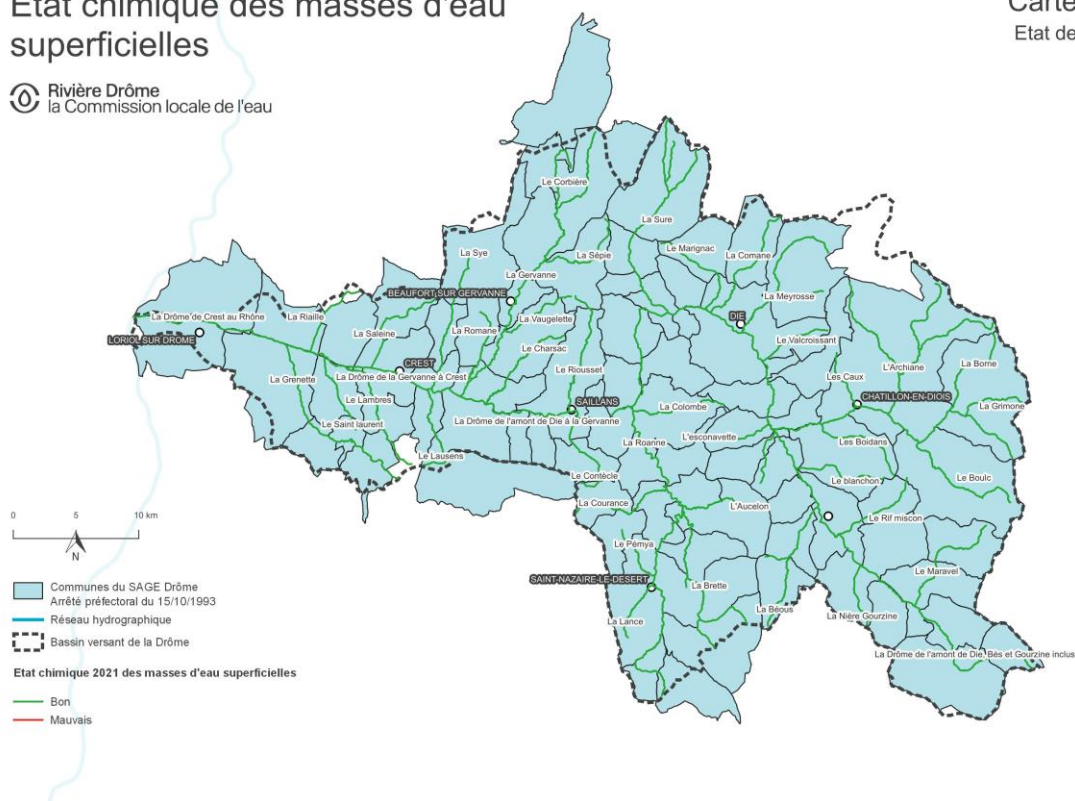 Etat chimique des masses d'eau
superficielles
Carte
Etat de
Rivière Drôme
la Commission locale de l'eau
Le Corbière
La Sure
La Sye
La Sépie
Le Marignac
La Comane
La Gervanne
BEAUFORT SUR GERVANNE
La Meyrosse
La Drôme de Crest au Rhône
La Riaille
La Saleine
La Romane
La Vaugelette
DIE
LORIOL SUR DROME
Le Valcroissant
Le Charsac
CREST
Le Riousset
L'Archiane
La Borne
La Grenette
La Drôme de la Gervanne à Crest
Les Caux
Le Lambres
SAILLANS
CHATILLON-EN-DIOIS
La Colombe
La Grimone
Le Saint laurent
La Drôme de l'amont de Die à la Gervanne
L'esconavette
La Roanne
Les Boidans
Le Lausens
Le Contècle
Le blanchon
Le Boulc
La Courance
L'Aucelon
Le Rif miscon
Le Pémya
Le Maravel
SAINT-NAZAIRE-LE-DESERT
La Brette
La Béous
La Nière Gourzine
La Lance
La Drôme de l'amont de Die, Bès et Gourzine inclus
0 5 10 km
N
Communes du SAGE Drôme
Arrêté préfectoral du 15/10/1993
Réseau hydrographique
Bassin versant de la Drôme
Etat chimique 2021 des masses d'eau superficielles
Bon
Mauvais